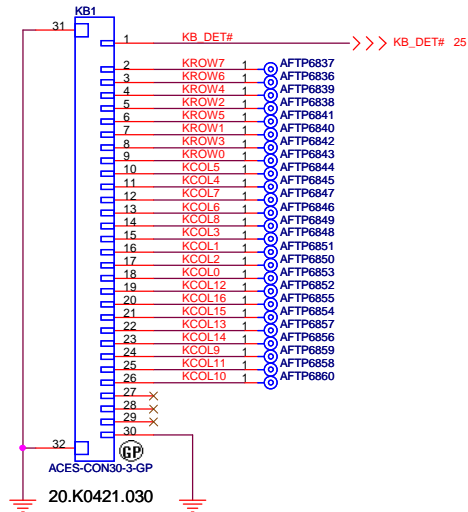 KB1
31
1 KB_DET# KB_DET# 25
2 KROW7 1 AFTP6837
3 KROW6 1 AFTP6836
4 KROW4 1 AFTP6839
5 KROW2 1 AFTP6838
6 KROW5 1 AFTP6841
7 KROW1 1 AFTP6840
8 KROW3 1 AFTP6842
9 KROW0 1 AFTP6843
10 KCOL5 1 AFTP6844
11 KCOL4 1 AFTP6845
12 KCOL7 1 AFTP6847
13 KCOL6 1 AFTP6846
14 KCOL8 1 AFTP6849
15 KCOL3 1 AFTP6848
16 KCOL1 1 AFTP6851
17 KCOL2 1 AFTP6850
18 KCOL0 1 AFTP6853
19 KCOL12 1 AFTP6852
20 KCOL16 1 AFTP6855
21 KCOL15 1 AFTP6854
22 KCOL13 1 AFTP6857
23 KCOL14 1 AFTP6856
24 KCOL9 1 AFTP6859
25 KCOL11 1 AFTP6858
26 KCOL10 1 AFTP6860
27
28
29
30
32
GP
ACES-CON30-3-GP
20.K0421.030